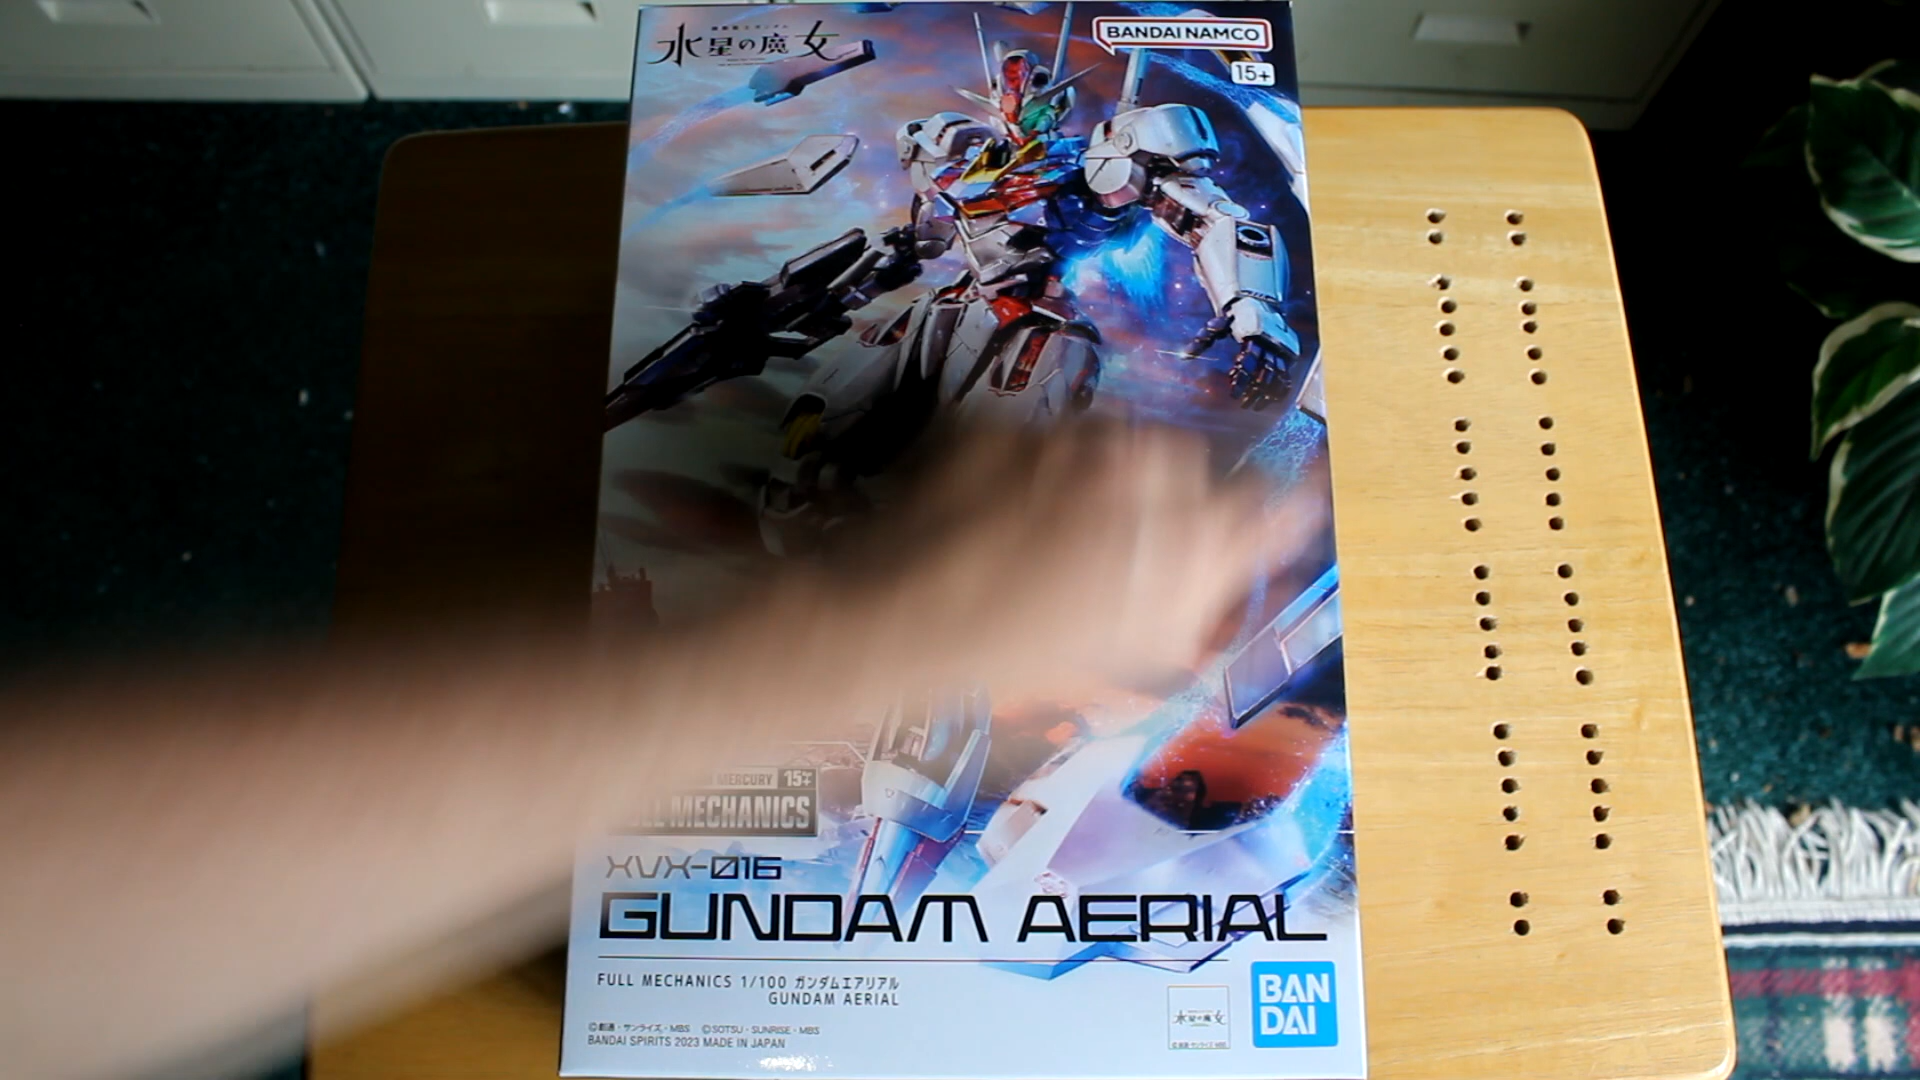 水星の魔女
BANDAI NAMCO
15+
MERCURY 15+
MECHANICS
XVX-016
GUNDAM AERIAL
FULL MECHANICS 1/100 ガンダムエアリアル
GUNDAM AERIAL
©創通・サンライズ・MBS ©SOTSU・SUNRISE・MBS
BANDAI SPIRITS 2023 MADE IN JAPAN
水星の魔女
BAN
DAI